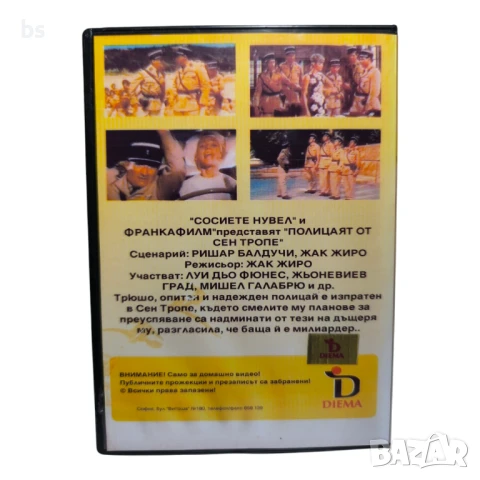 bs
"СОСИЕТЕ НУВЕЛ" и
ФРАНКАФИЛМ"представят "ПОЛИЦАЯТ ОТ
СЕН ТРОПЕ"
Сценарий: РИШАР БАЛДУЧИ, ЖАК ЖИРО
Режисьор: ЖАК ЖИРО
Участват: ЛУИ ДЬО ФЮНЕС, ЖЬОНЕВИЕВ
ГРАД, МИШЕЛ ГАЛАБРЮ и др.
Трюшо, опитен и надежден полицай е изпратен
в Сен Тропе, където смелите му планове за
преуспяване са надминати от тези на дъщеря
му, разгласила, че баща й е милиардер..
DIEMA
ВНИМАНИЕ! Само за домашно видео!
Публичните прожекции и презаписът са забранени!
© Всички права запазени!
D
DIEMA
София, бул."Витоша"
BAZAR